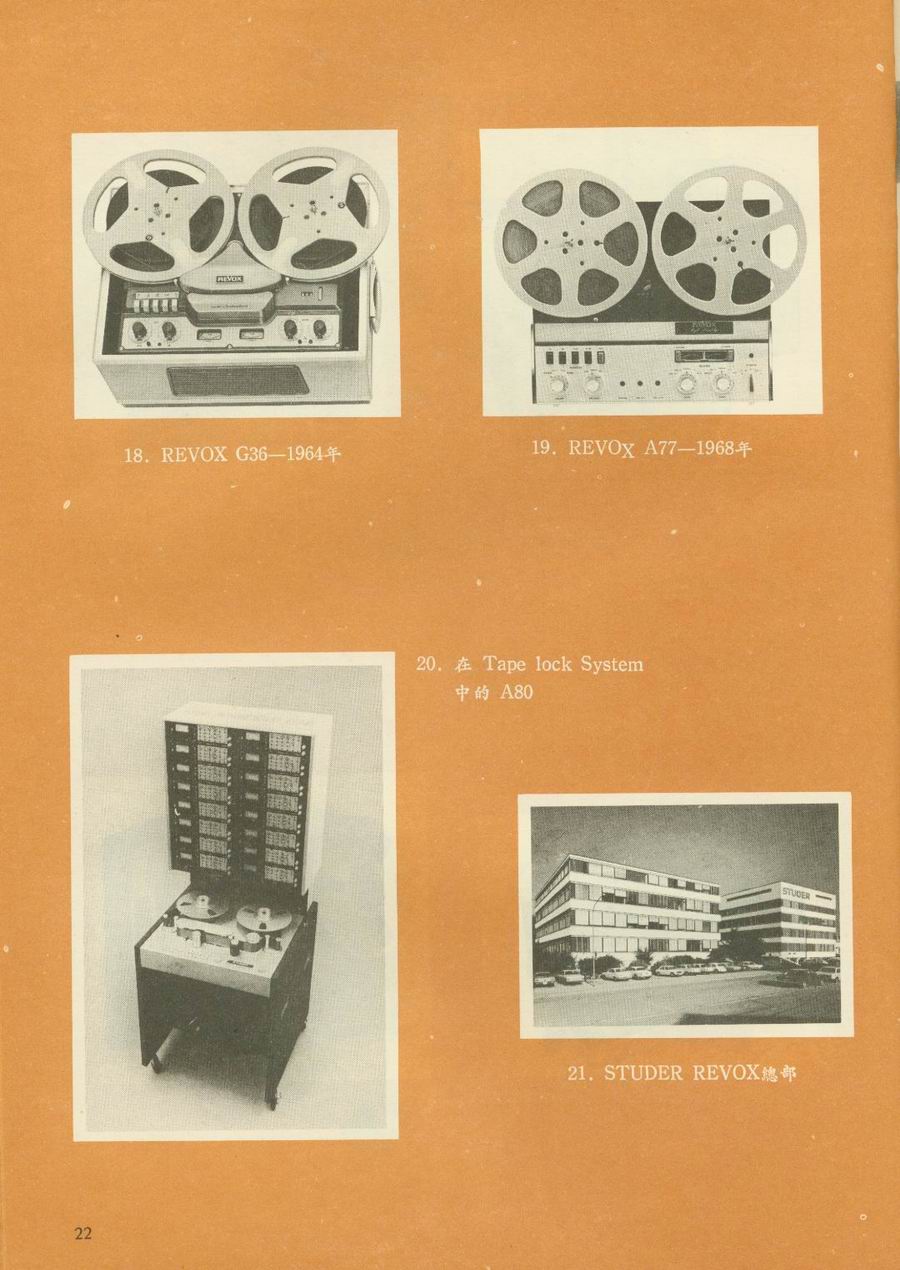 REVOX
18. REVOX G36—1964年
REVOX
19. REVOX A77—1968年
20. 在 Tape lock System
中的 A80
STUDER
21. STUDER REVOX總部
22